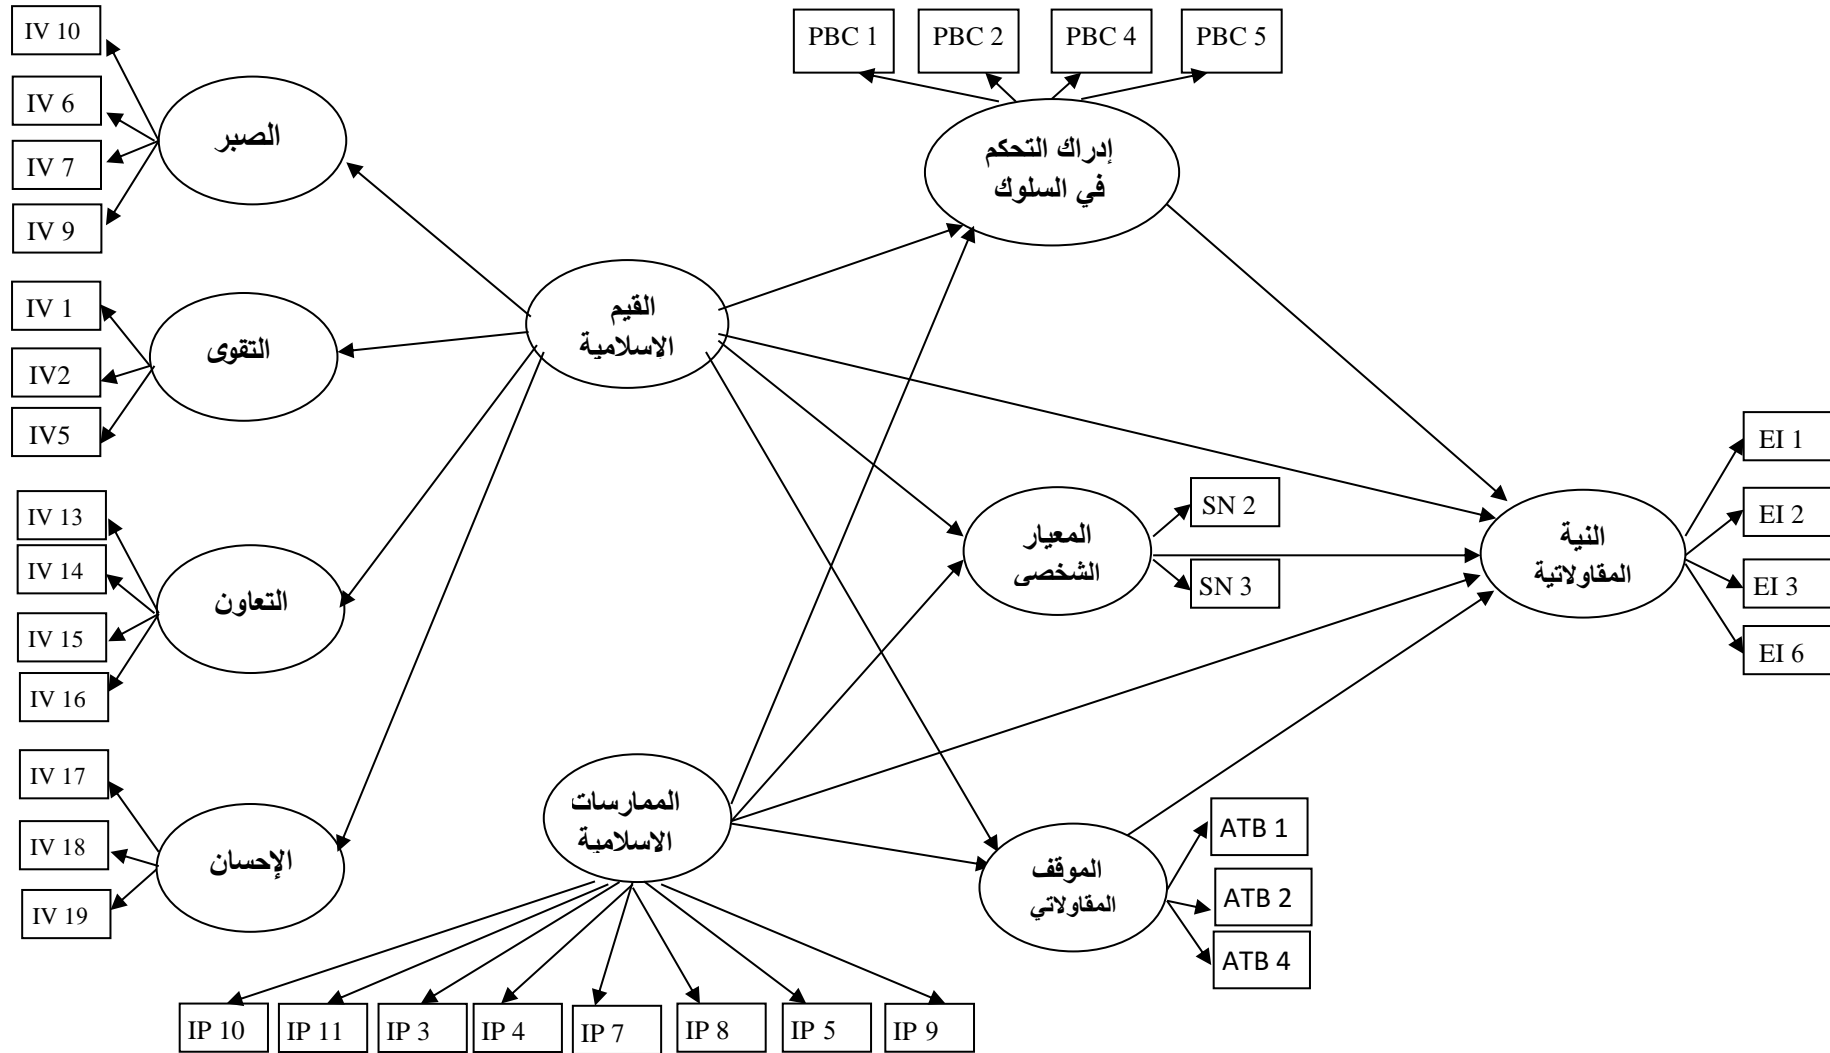 IV 10
IV 6
IV 7
IV 9
الصبر
PBC 1
PBC 2
PBC 4
PBC 5
إدراك التحكم
في السلوك
IV 1
IV2
IV5
التقوى
القيم
الاسلامية
IV 13
IV 14
IV 15
IV 16
التعاون
المعيار
الشخصي
SN 2
SN 3
النية
المقاولاتية
EI 1
EI 2
EI 3
EI 6
IV 17
IV 18
IV 19
الإحسان
الممارسات
الاسلامية
الموقف
المقاولاتي
ATB 1
ATB 2
ATB 4
IP 10
IP 11
IP 3
IP 4
IP 7
IP 8
IP 5
IP 9